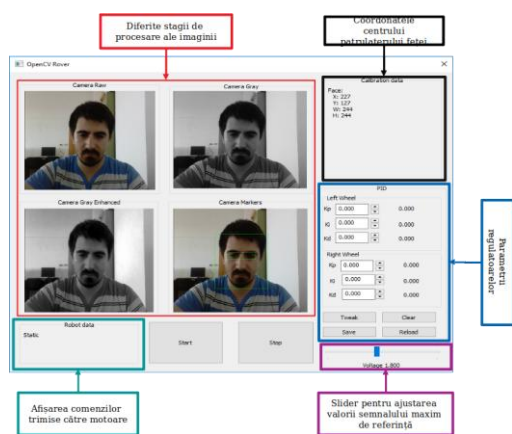 Diferite stagii de
procesare ale imaginii
Coordonatele
centrului
patrulaterului feței
OpenCV Rover
Camera Raw
Camera Gray
Camera Gray Enhanced
Camera Markers
Calibration data
Face:
X: 227
Y: 127
W: 244
H: 244
PID
Left Wheel
Kp 0.000 0.000
Ki 0.000 0.000
Kd 0.000 0.000
Right Wheel
Kp 0.000 0.000
Ki 0.000 0.000
Kd 0.000 0.000
Tweak Clear
Save Reload
Parametrii
regulatoarelor
Robot data
Static
Start
Stop
Voltage 1.800
Afișarea comenzilor
trimise către motoare
Slider pentru ajustarea
valorii semnalului maxim
de referință